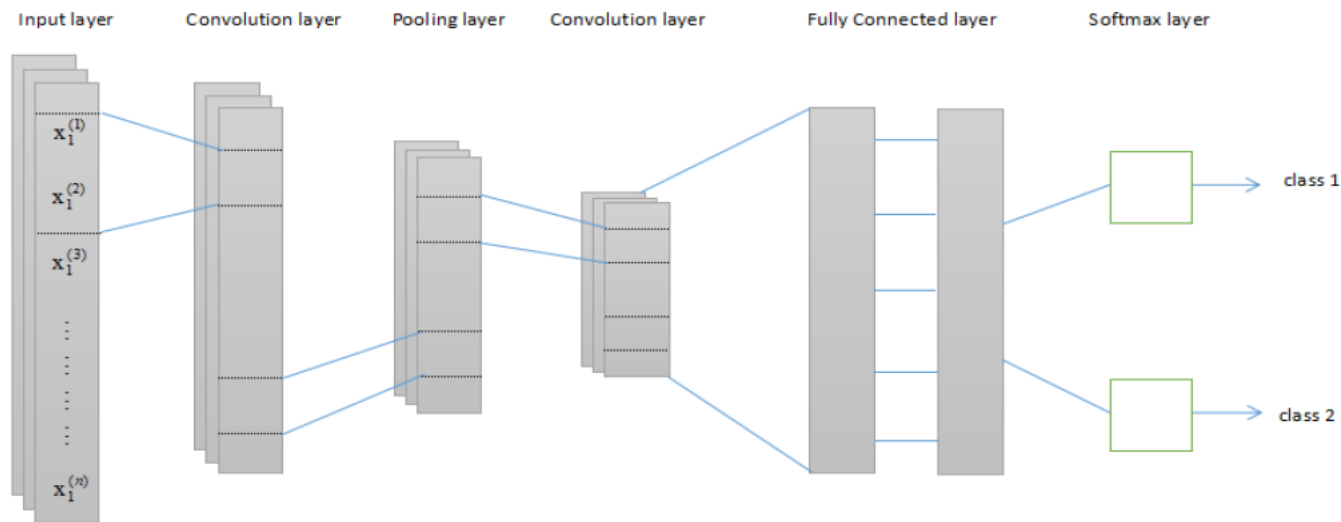 Input layer
Convolution layer
Pooling layer
Convolution layer
Fully Connected layer
Softmax layer
x₁⁽¹⁾
x₁⁽²⁾
x₁⁽³⁾
⋮
⋮
⋮
⋮
x₁⁽ⁿ⁾
class 1
class 2